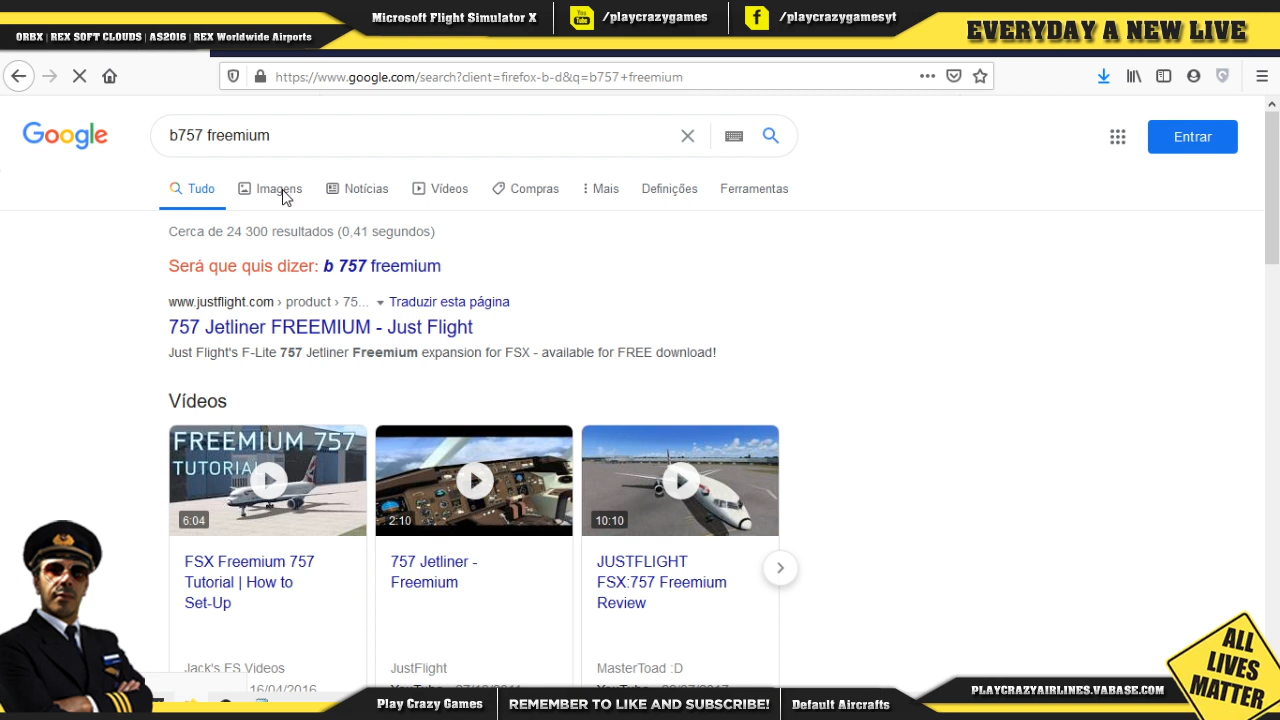 Microsoft Flight Simulator X
/playcrazygames
/playcrazygamesyt
EVERYDAY A NEW LIVE
ORBX | REX SOFT CLOUDS | AS2016 | REX Worldwide Airports
You
Tube
f
https://www.google.com/search?client=firefox-b-d&q=b757+freemium
Google
b757 freemium
Entrar
Tudo
Imagens
Notícias
Vídeos
Compras
Mais
Definições
Ferramentas
Cerca de 24 300 resultados (0,41 segundos)
Será que quis dizer: b 757 freemium
www.justflight.com › product › 75... Traduzir esta página
757 Jetliner FREEMIUM - Just Flight
Just Flight's F-Lite 757 Jetliner Freemium expansion for FSX - available for FREE download!
Vídeos
FREEMIUM 757
TUTORIAL
6:04
2:10
10:10
FSX Freemium 757
Tutorial | How to
Set-Up
757 Jetliner -
Freemium
JUSTFLIGHT
FSX:757 Freemium
Review
Jack's FS Videos
JustFlight
MasterToad :D
16/04/2016
YouTube
YouTube
ALL
LIVES
MATTER
PLAYCRAZYAIRLINES.VABASE.COM
Play Crazy Games
REMEMBER TO LIKE AND SUBSCRIBE!
Default Aircrafts